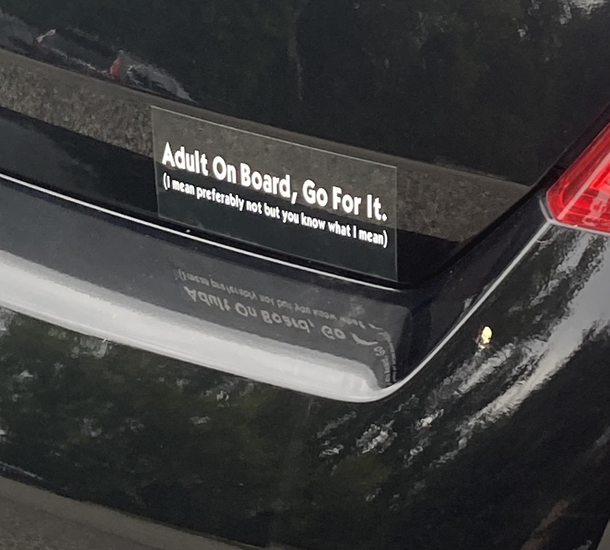 Adult On Board, Go For It.
(I mean preferably not but you know what I mean)